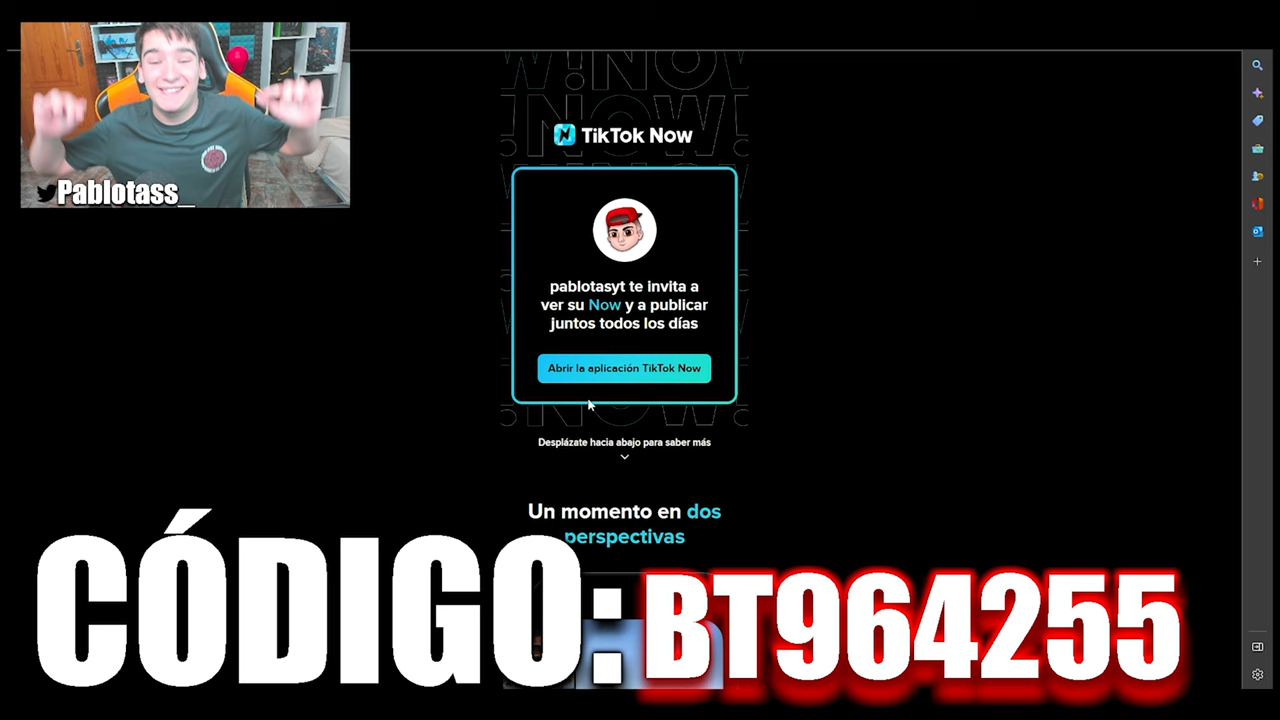 Pablotass_
TikTok Now
pablotasyt te invita a
ver su Now y a publicar
juntos todos los días
Abrir la aplicación TikTok Now
Desplázate hacia abajo para saber más
Un momento en dos
perspectivas
CÓDIGO: BT964255